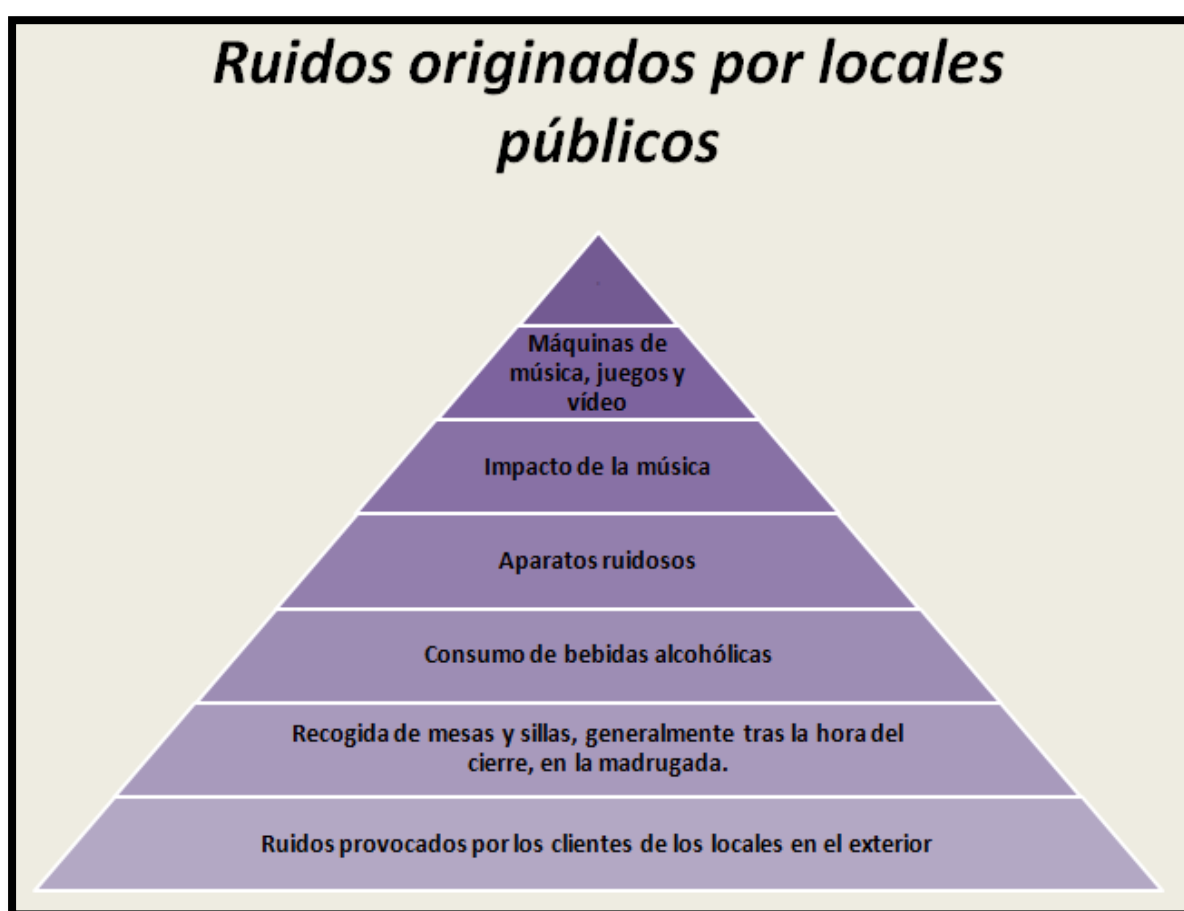 Ruidos originados por locales
públicos
Máquinas de
música, juegos y
vídeo
Impacto de la música
Aparatos ruidosos
Consumo de bebidas alcohólicas
Recogida de mesas y sillas, generalmente tras la hora del
cierre, en la madrugada.
Ruidos provocados por los clientes de los locales en el exterior